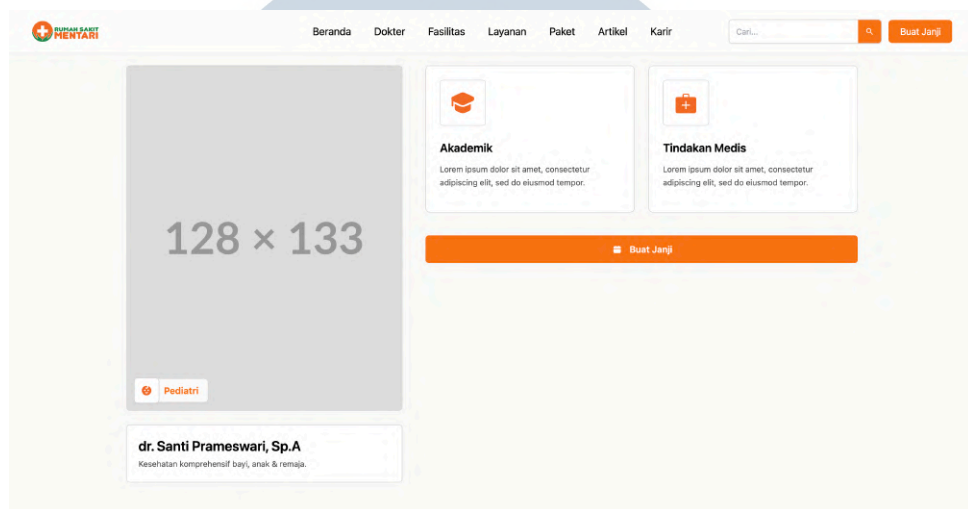 RUMAH SAKIT
MENTARI
Beranda Dokter Fasilitas Layanan Paket Artikel Karir
Cari...
Buat Janji
128 × 133
Pediatri
dr. Santi Prameswari, Sp.A
Kesehatan komprehensif bayi, anak & remaja.
Akademik
Lorem ipsum dolor sit amet, consectetur
adipiscing elit, sed do eiusmod tempor.
Tindakan Medis
Lorem ipsum dolor sit amet, consectetur
adipiscing elit, sed do eiusmod tempor.
Buat Janji